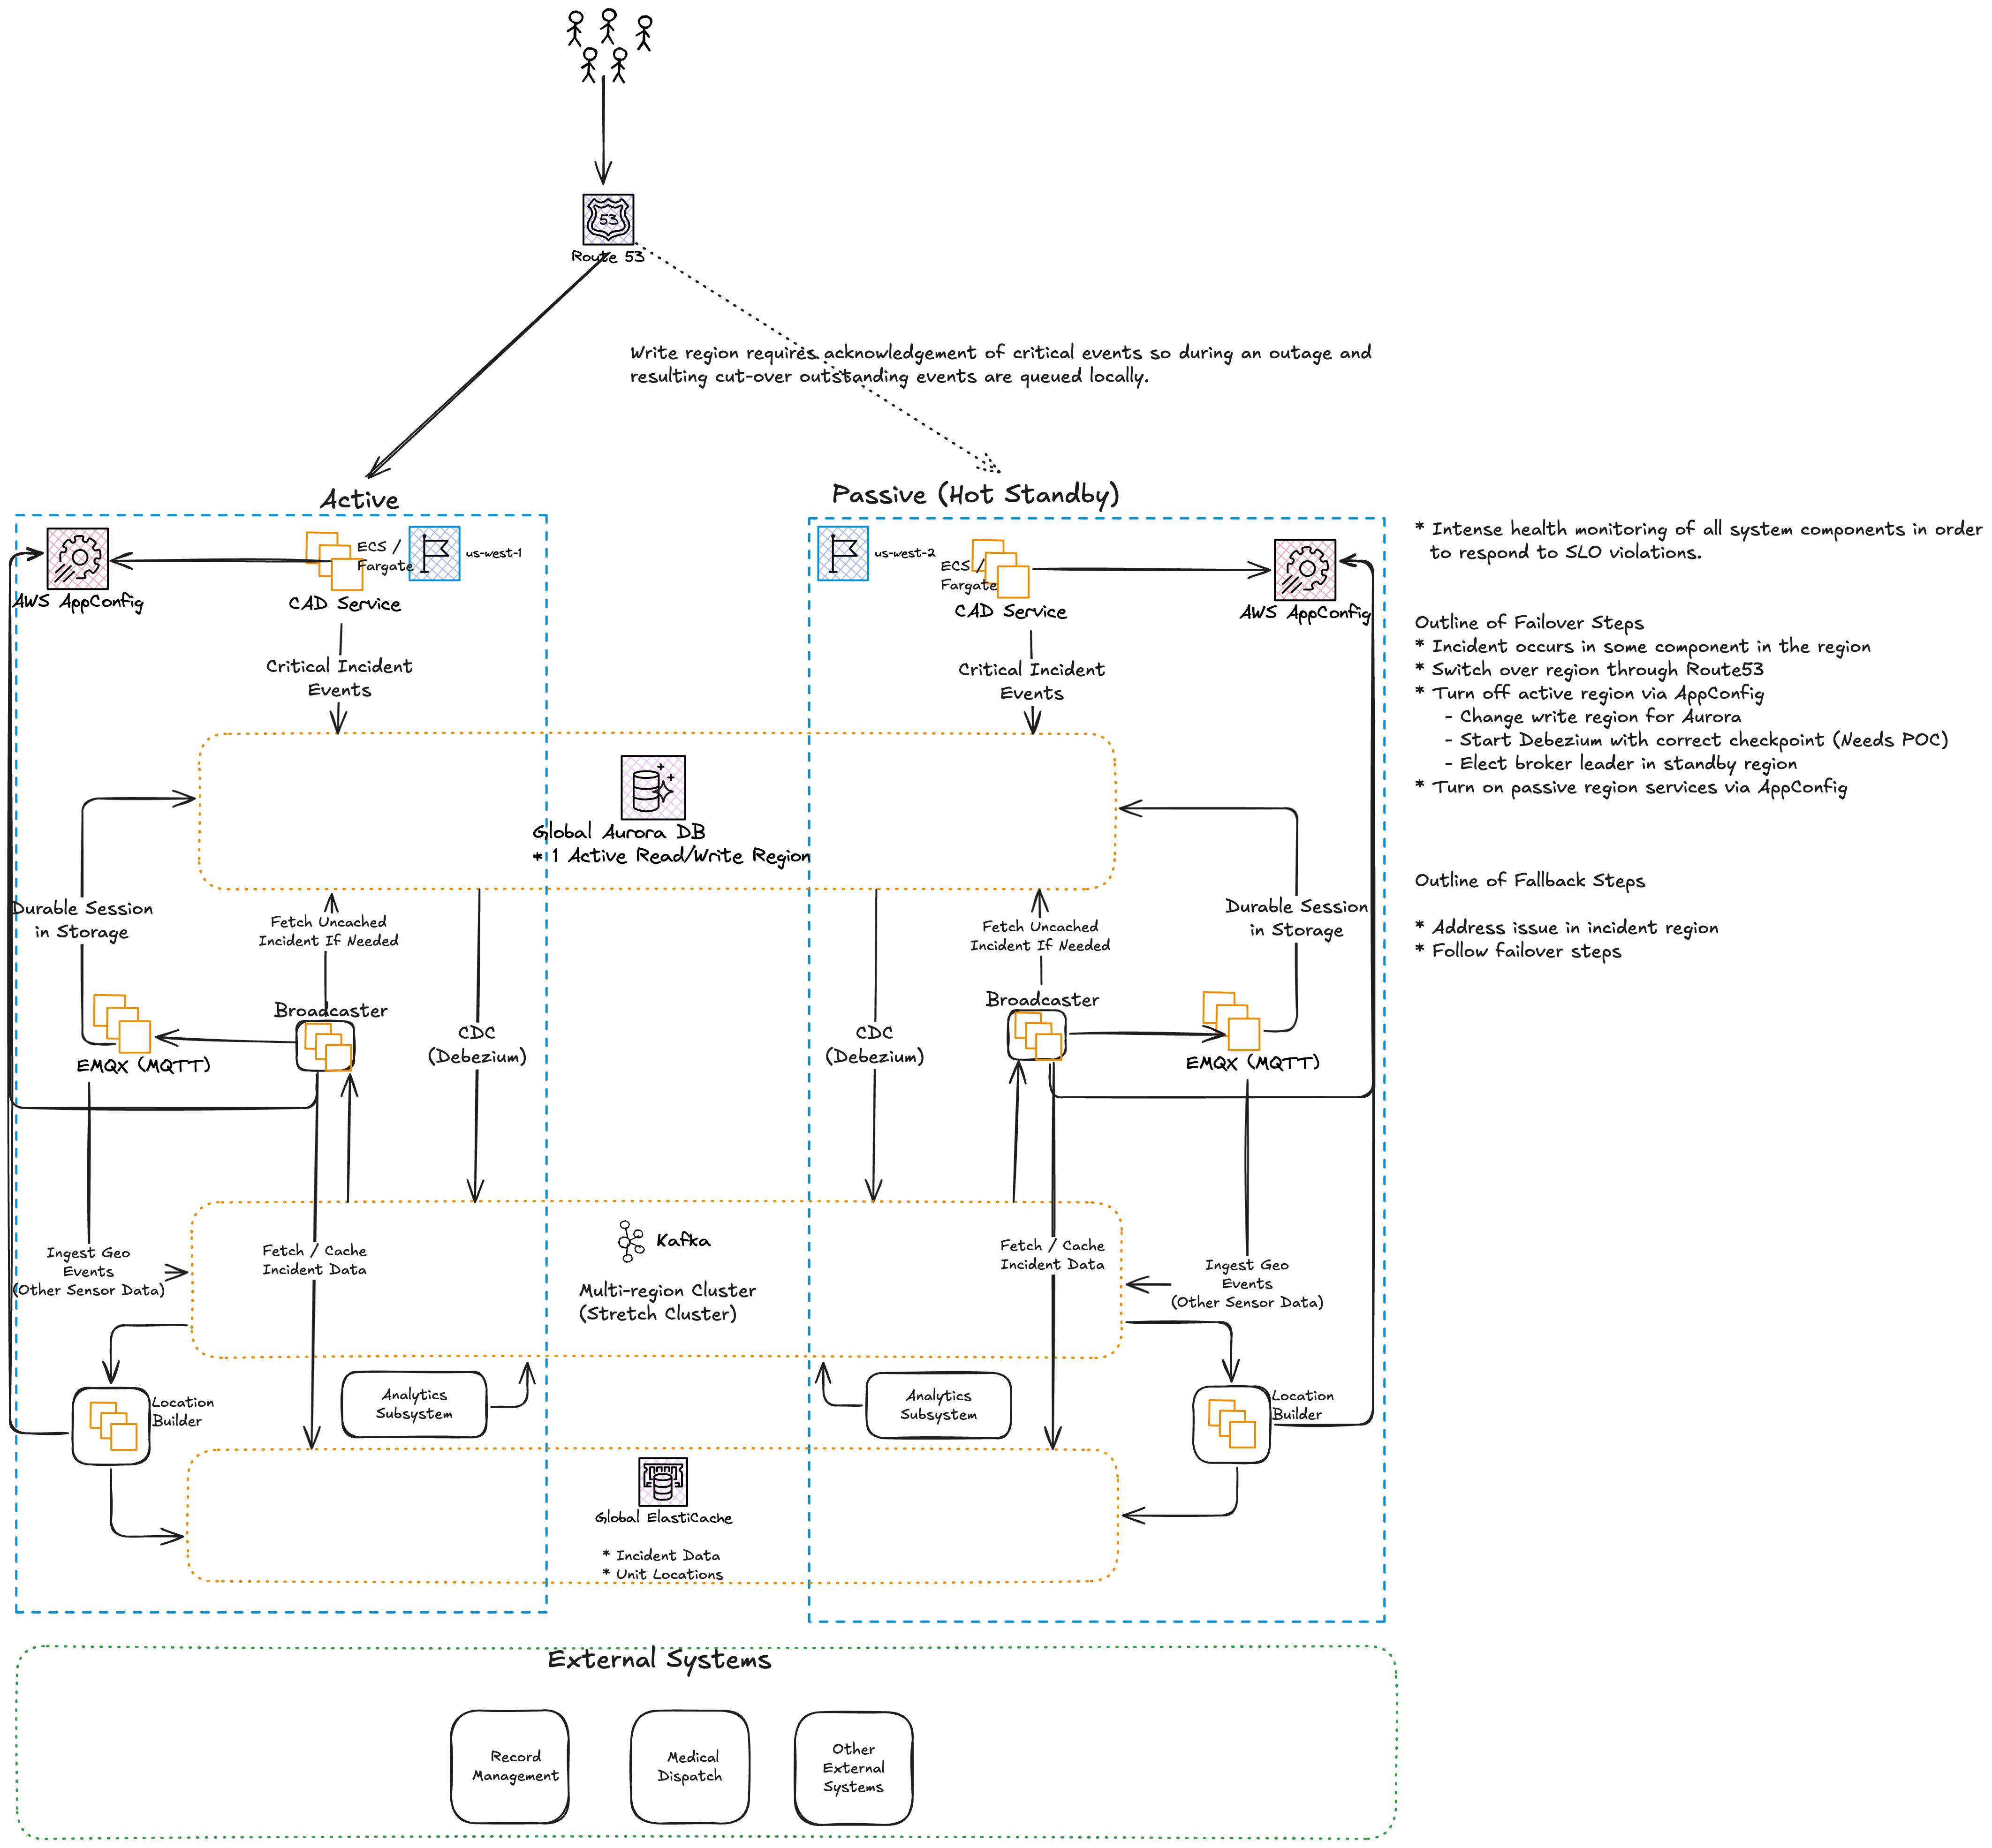 53
Route 53
Write region requires acknowledgement of critical events so during an outage and
resulting cut-over outstanding events are queued locally.
Active
AWS AppConfig
ECS /
Fargate
us-west-1
CAD Service
Critical Incident
Events
Passive (Hot Standby)
us-west-2
ECS /
Fargate
CAD Service
AWS AppConfig
Critical Incident
Events
* Intense health monitoring of all system components in order
to respond to SLO violations.
Outline of Failover Steps
* Incident occurs in some component in the region
* Switch over region through Route53
* Turn off active region via AppConfig
- Change write region for Aurora
- Start Debezium with correct checkpoint (Needs POC)
- Elect broker leader in standby region
* Turn on passive region services via AppConfig
Outline of Fallback Steps
* Address issue in incident region
* Follow failover steps
Global Aurora DB
* 1 Active Read/Write Region
Durable Session
in Storage
Fetch Uncached
Incident If Needed
Broadcaster
EMQX (MQTT)
CDC
(Debezium)
CDC
(Debezium)
Fetch Uncached
Incident If Needed
Broadcaster
Durable Session
in Storage
EMQX (MQTT)
Ingest Geo
Events
(Other Sensor Data)
Fetch / Cache
Incident Data
Kafka
Multi-region Cluster
(Stretch Cluster)
Fetch / Cache
Incident Data
Ingest Geo
Events
(Other Sensor Data)
Location
Builder
Analytics
Subsystem
Analytics
Subsystem
Location
Builder
Global ElastiCache
* Incident Data
* Unit Locations
External Systems
Record
Management
Medical
Dispatch
Other
External
Systems